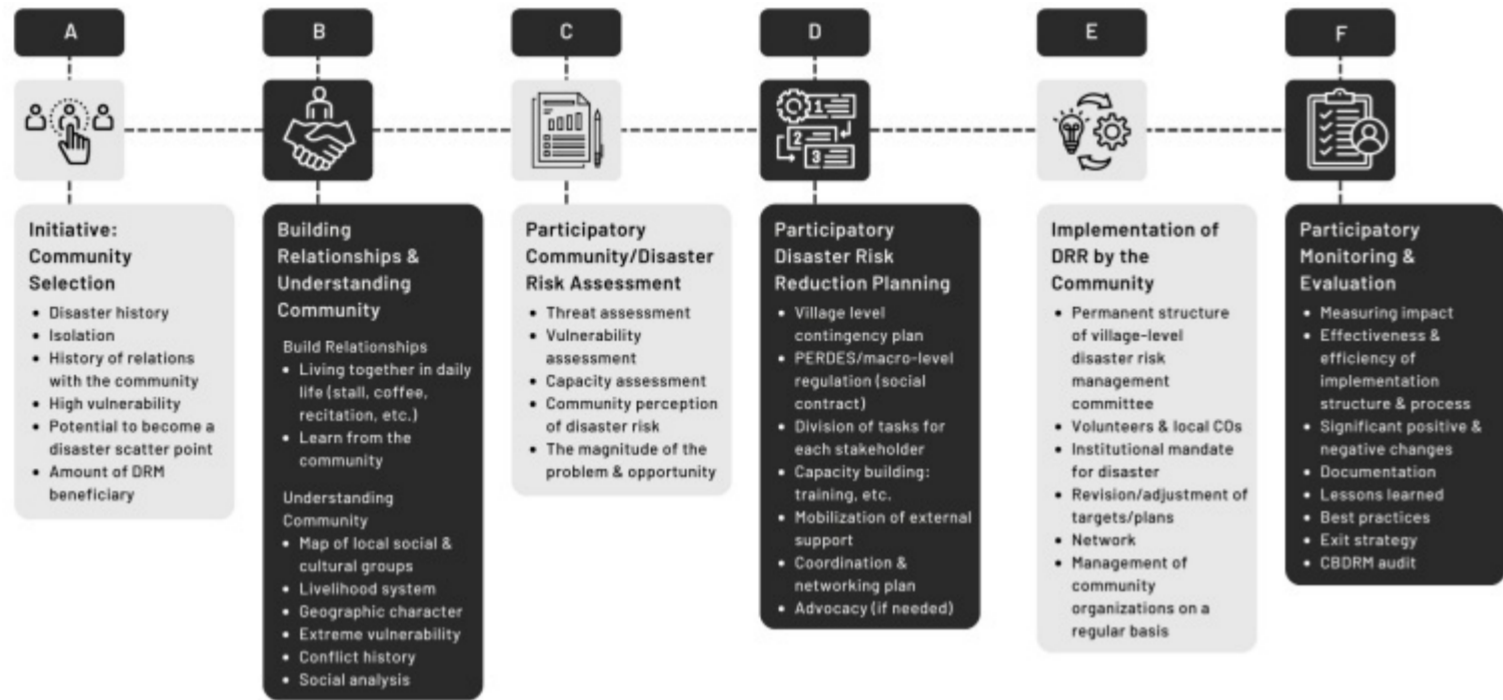 A
B
C
D
E
F
1
2
3
Initiative:
Community
Selection
• Disaster history
• Isolation
• History of relations
with the community
• High vulnerability
• Potential to become a
disaster scatter point
• Amount of DRM
beneficiary
Building
Relationships &
Understanding
Community
Build Relationships
• Living together in daily
life (stall, coffee,
recitation, etc.)
• Learn from the
community
Understanding
Community
• Map of local social &
cultural groups
• Livelihood system
• Geographic character
• Extreme vulnerability
• Conflict history
• Social analysis
Participatory
Community/Disaster
Risk Assessment
• Threat assessment
• Vulnerability
assessment
• Capacity assessment
• Community perception
of disaster risk
• The magnitude of the
problem & opportunity
Participatory
Disaster Risk
Reduction Planning
• Village level
contingency plan
• PERDES/macro-level
regulation (social
contract)
• Division of tasks for
each stakeholder
• Capacity building:
training, etc.
• Mobilization of external
support
• Coordination &
networking plan
• Advocacy (if needed)
Implementation of
DRR by the
Community
• Permanent structure
of village-level
disaster risk
management
committee
• Volunteers & local COs
• Institutional mandate
for disaster
• Revision/adjustment of
targets/plans
• Network
• Management of
community
organizations on a
regular basis
Participatory
Monitoring &
Evaluation
• Measuring impact
• Effectiveness &
efficiency of
implementation
structure & process
• Significant positive &
negative changes
• Documentation
• Lessons learned
• Best practices
• Exit strategy
• CBDRM audit